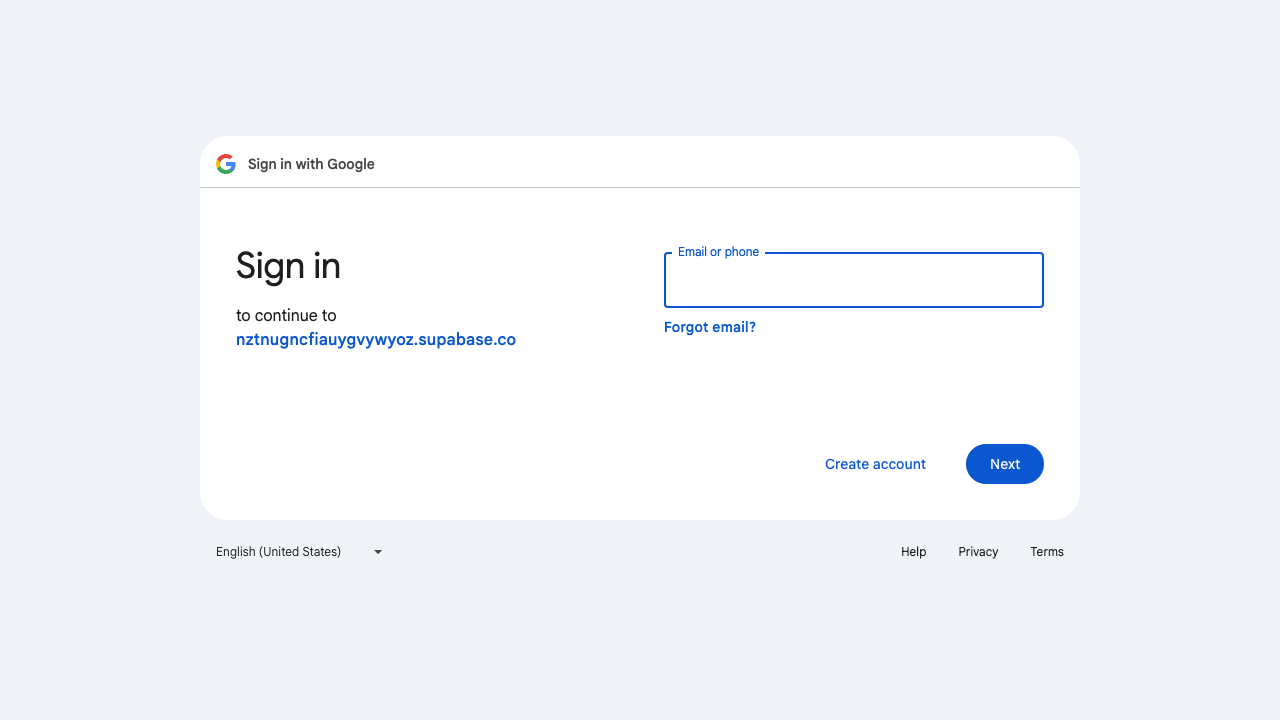 Sign in with Google
Sign in
to continue to
nztnugncfiauygvywyoz.supabase.co
Email or phone
Forgot email?
Create account
Next
English (United States)
Help
Privacy
Terms